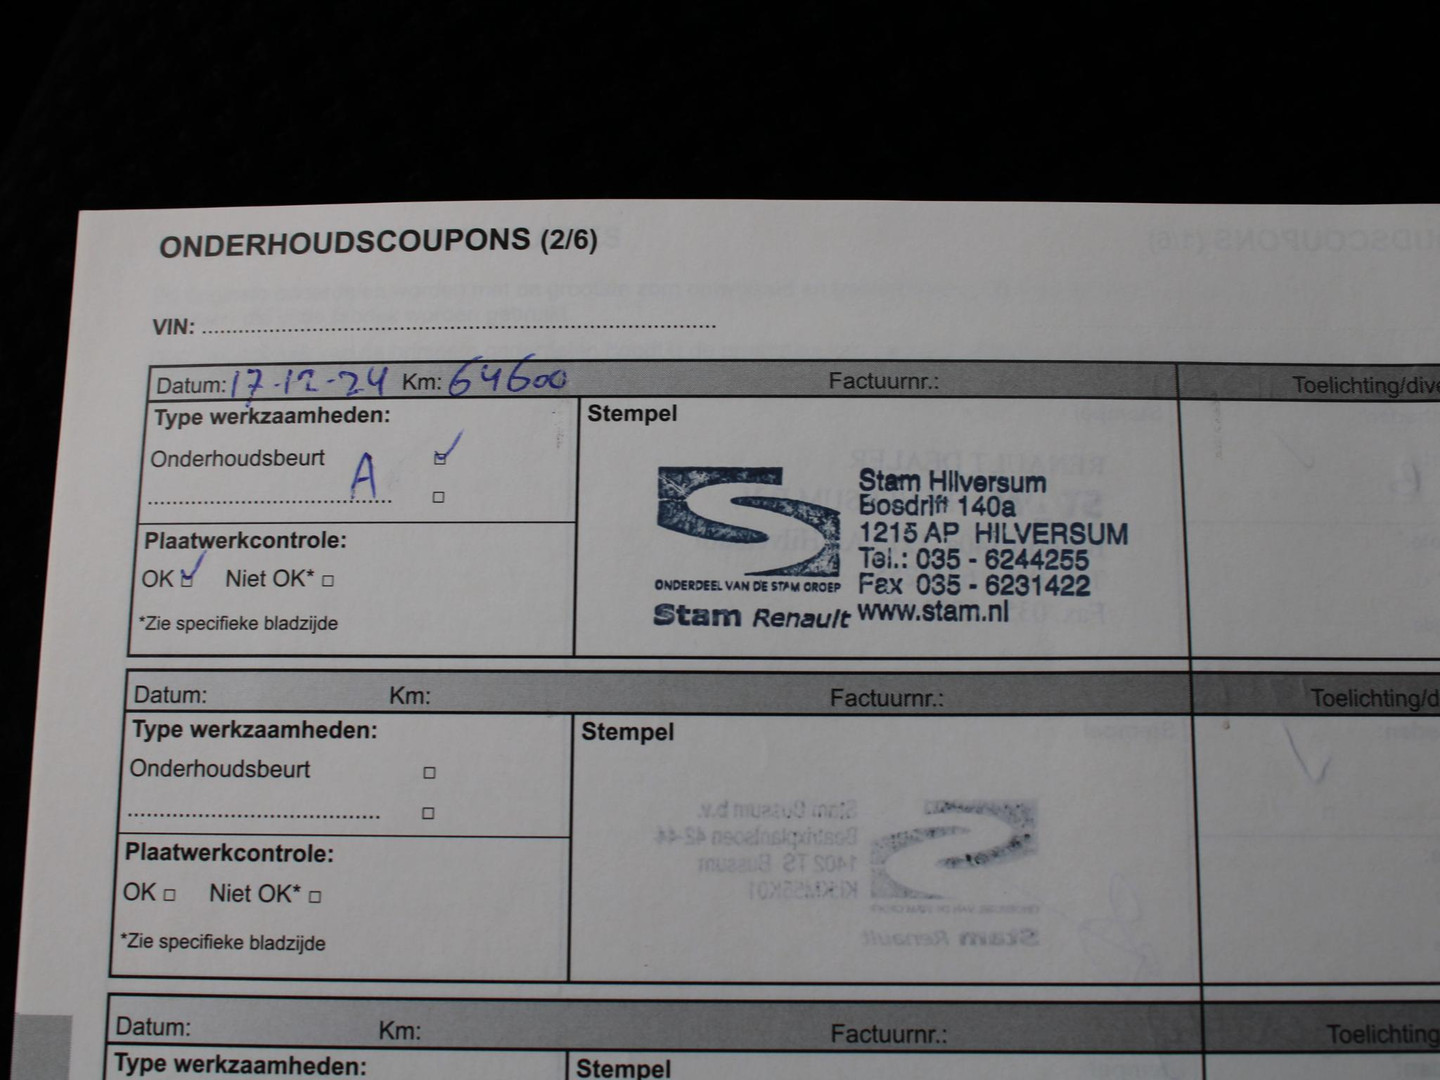 ONDERHOUDSCOUPONS (2/6)
VIN: ..........
Datum: 17-12-24 Km: 64600 Factuurnr.: Toelichting/dive
Type werkzaamheden:
Onderhoudsbeurt A
Plaatwerkcontrole:
OK Niet OK*
*Zie specifieke bladzijde
Stempel
Stam Hilversum
Bosdrift 140a
1215 AP HILVERSUM
Tel.: 035 - 6244255
Fax 035 - 6231422
www.stam.nl
ONDERDEEL VAN DE STAM GROEP
Stam Renault
Datum: Km: Factuurnr.: Toelichting/d
Type werkzaamheden:
Onderhoudsbeurt
Plaatwerkcontrole:
OK Niet OK*
*Zie specifieke bladzijde
Stempel
Datum: Km: Factuurnr.: Toelichting
Type werkzaamheden:
Stempel